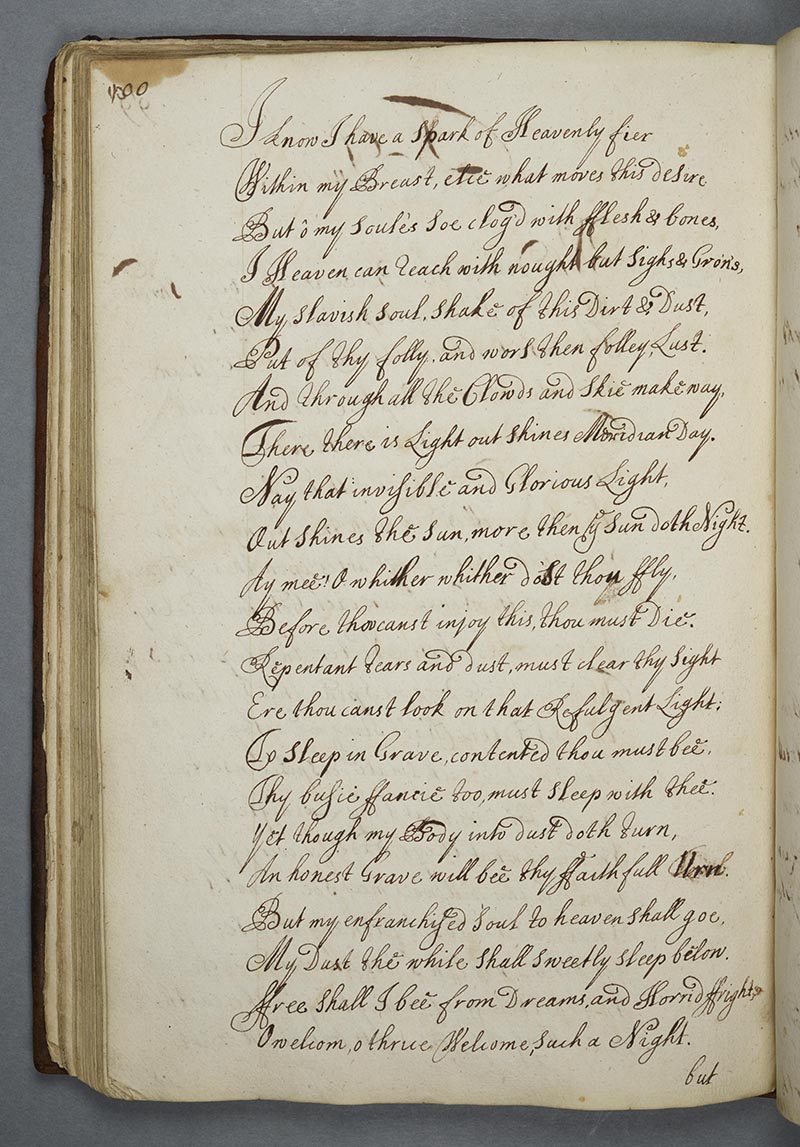 100
I know I have a spark of Heavenly fier
Within my Breast, elce what moves this desire
But ô my soul's soe clog'd with fflesh & bones,
I Heaven can reach with nought but sighs & Grons,
My slavish soul, shake of this Dirt & Dust,
Put of thy folly, and wors then folley, Lust.
And through all the Clowds and skie make way,
There there is Light out shines Meridian Day.
Nay that invisible and Glorious Light,
Out shines the sun, more then ye sun doth Night.
Ay mee! O whither whither do'st thou ffly,
Before thou canst injoy this, thou must Die.
Repentant tears and dust, must clear thy sight
Ere thou canst look on that Refulgent Light;
To sleep in Grave, contented thou must bee,
Thy busie ffancie too, must sleep with thee.
Yet though my Body into dust doth turn,
An honest Grave will bee thy ffaithfull Urn.
But my enfranchised soul to heaven shall goe,
My Dust the while shall sweetly sleep below.
ffree shall I bee from Dreams, and Horrid ffrights
O welcom, o thrice Welcome, such a Night.
but